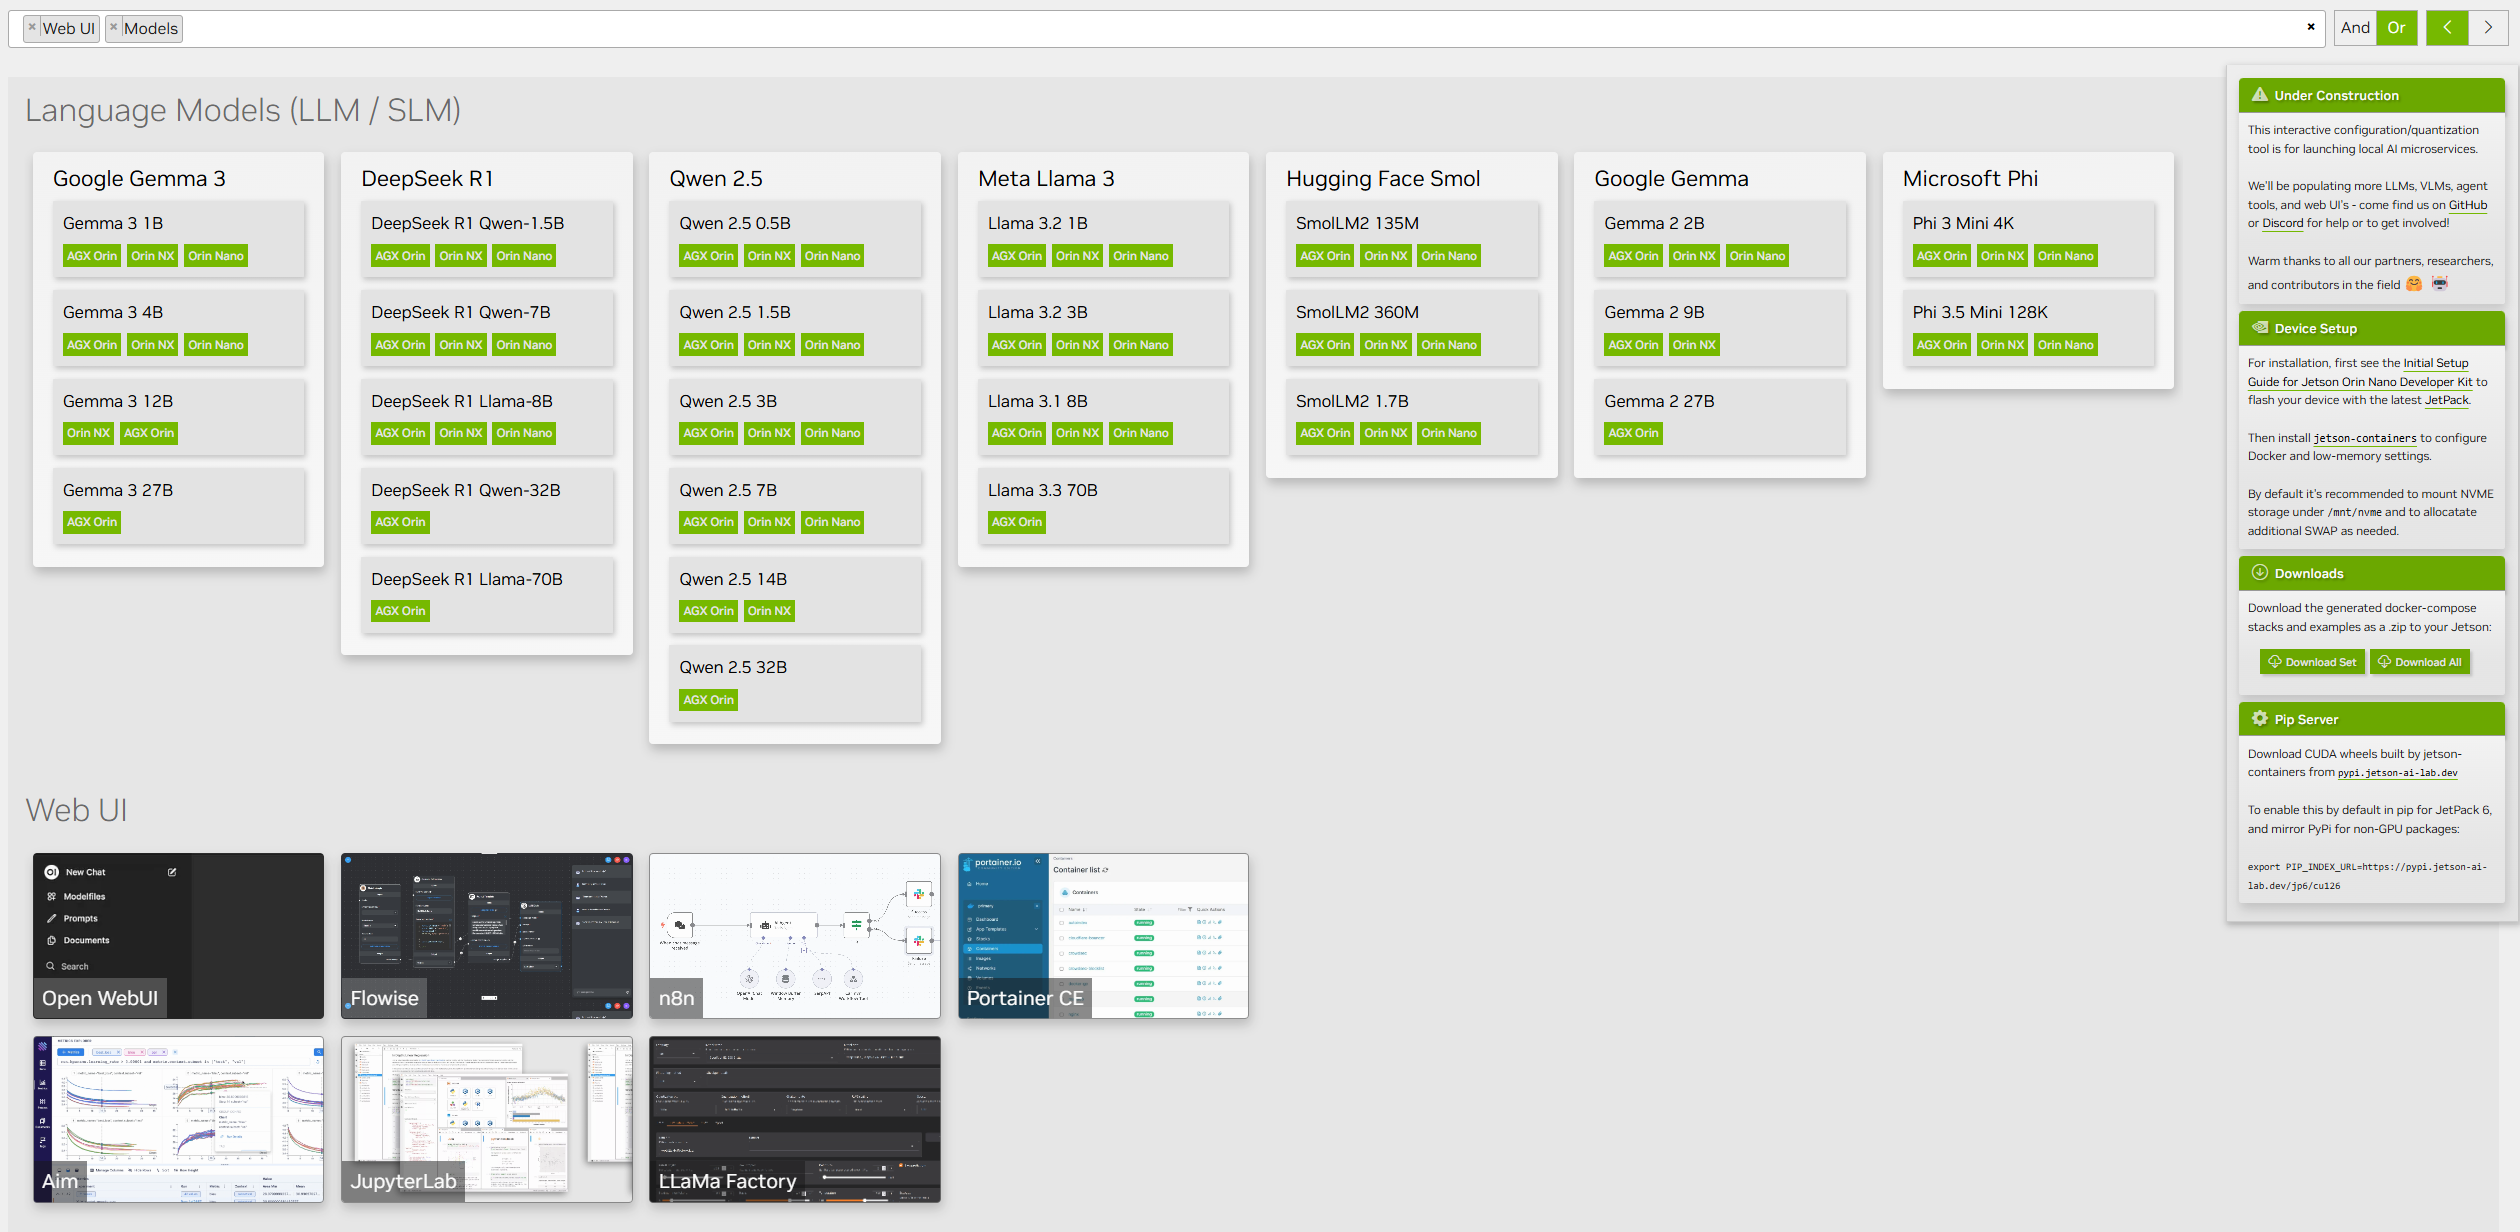 Web UI
Models
And
Or
Language Models (LLM / SLM)
Google Gemma 3
Gemma 3 1B
AGX Orin Orin NX Orin Nano
Gemma 3 4B
AGX Orin Orin NX Orin Nano
Gemma 3 12B
Orin NX AGX Orin
Gemma 3 27B
AGX Orin
DeepSeek R1
DeepSeek R1 Qwen-1.5B
AGX Orin Orin NX Orin Nano
DeepSeek R1 Qwen-7B
AGX Orin Orin NX Orin Nano
DeepSeek R1 Llama-8B
AGX Orin Orin NX Orin Nano
DeepSeek R1 Qwen-32B
AGX Orin
DeepSeek R1 Llama-70B
AGX Orin
Qwen 2.5
Qwen 2.5 0.5B
AGX Orin Orin NX Orin Nano
Qwen 2.5 1.5B
AGX Orin Orin NX Orin Nano
Qwen 2.5 3B
AGX Orin Orin NX Orin Nano
Qwen 2.5 7B
AGX Orin Orin NX Orin Nano
Qwen 2.5 14B
AGX Orin Orin NX
Qwen 2.5 32B
AGX Orin
Meta Llama 3
Llama 3.2 1B
AGX Orin Orin NX Orin Nano
Llama 3.2 3B
AGX Orin Orin NX Orin Nano
Llama 3.1 8B
AGX Orin Orin NX Orin Nano
Llama 3.3 70B
AGX Orin
Hugging Face Smol
SmolLM2 135M
AGX Orin Orin NX Orin Nano
SmolLM2 360M
AGX Orin Orin NX Orin Nano
SmolLM2 1.7B
AGX Orin Orin NX Orin Nano
Google Gemma
Gemma 2 2B
AGX Orin Orin NX Orin Nano
Gemma 2 9B
AGX Orin Orin NX
Gemma 2 27B
AGX Orin
Microsoft Phi
Phi 3 Mini 4K
AGX Orin Orin NX Orin Nano
Phi 3.5 Mini 128K
AGX Orin Orin NX Orin Nano
Web UI
New Chat
Modelfiles
Prompts
Documents
Search
Open WebUI
Flowise
n8n
portainer.io
Container list
Containers
Home
primary
Dashboard
App Templates
Stacks
Containers
Images
Networks
Portainer CE
Aim
JupyterLab
LLaMa Factory
Under Construction
This interactive configuration/quantization
tool is for launching local AI microservices.
We'll be populating more LLMs, VLMs, agent
tools, and web UI's - come find us on GitHub
or Discord for help or to get involved!
Warm thanks to all our partners, researchers,
and contributors in the field 🤗 🤖
Device Setup
For installation, first see the Initial Setup
Guide for Jetson Orin Nano Developer Kit to
flash your device with the latest JetPack.
Then install jetson-containers to configure
Docker and low-memory settings.
By default it's recommended to mount NVME
storage under /mnt/nvme and to allocatate
additional SWAP as needed.
Downloads
Download the generated docker-compose
stacks and examples as a .zip to your Jetson:
Download Set
Download All
Pip Server
Download CUDA wheels built by jetson-
containers from pypi.jetson-ai-lab.dev
To enable this by default in pip for JetPack 6,
and mirror PyPi for non-GPU packages:
export PIP_INDEX_URL=https://pypi.jetson-ai-
lab.dev/jp6/cu126